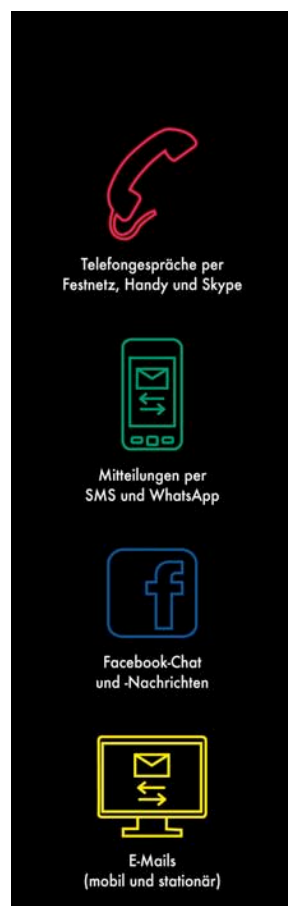 Telefongespräche per
Festnetz, Handy und Skype
Mitteilungen per
SMS und WhatsApp
f
Facebook-Chat
und -Nachrichten
E-Mails
(mobil und stationär)